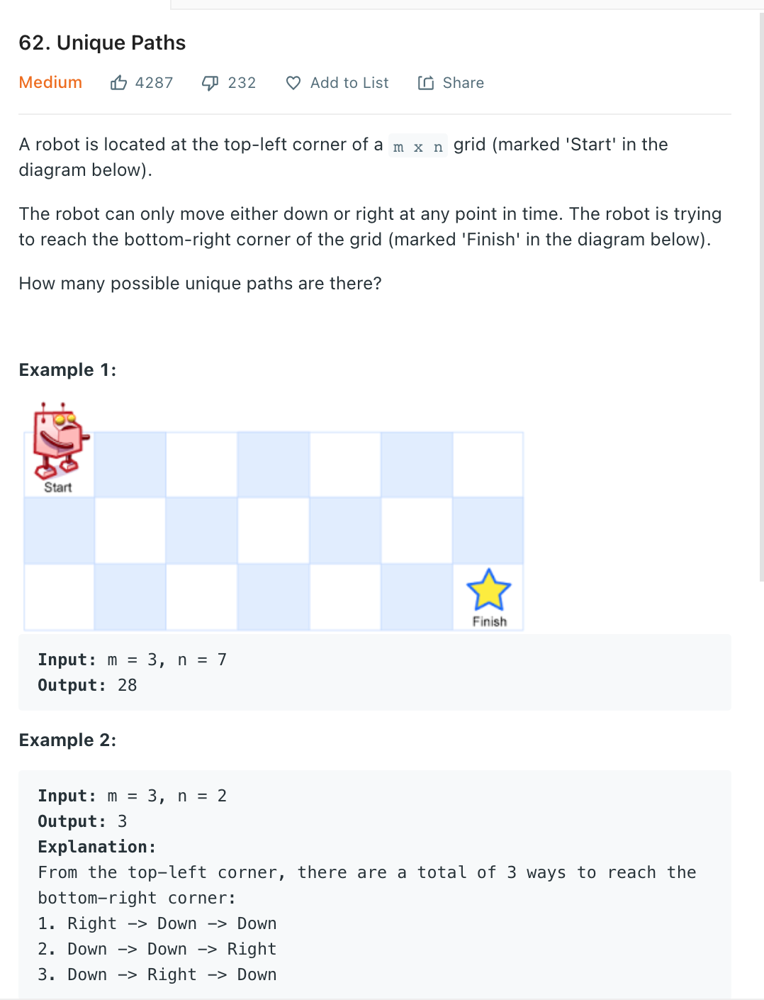 62. Unique Paths
Medium 4287 232 Add to List Share
A robot is located at the top-left corner of a m x n grid (marked 'Start' in the
diagram below).
The robot can only move either down or right at any point in time. The robot is trying
to reach the bottom-right corner of the grid (marked 'Finish' in the diagram below).
How many possible unique paths are there?
Example 1:
Start
Finish
Input: m = 3, n = 7
Output: 28
Example 2:
Input: m = 3, n = 2
Output: 3
Explanation:
From the top-left corner, there are a total of 3 ways to reach the
bottom-right corner:
1. Right -> Down -> Down
2. Down -> Down -> Right
3. Down -> Right -> Down